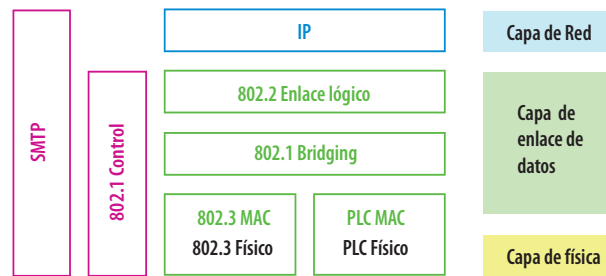 SMTP
802.1 Control
IP
802.2 Enlace lógico
802.1 Bridging
802.3 MAC
802.3 Físico
PLC MAC
PLC Físico
Capa de Red
Capa de
enlace de
datos
Capa de física